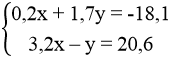 0,2x + 1,7y = -18,1
3,2x – y = 20,6